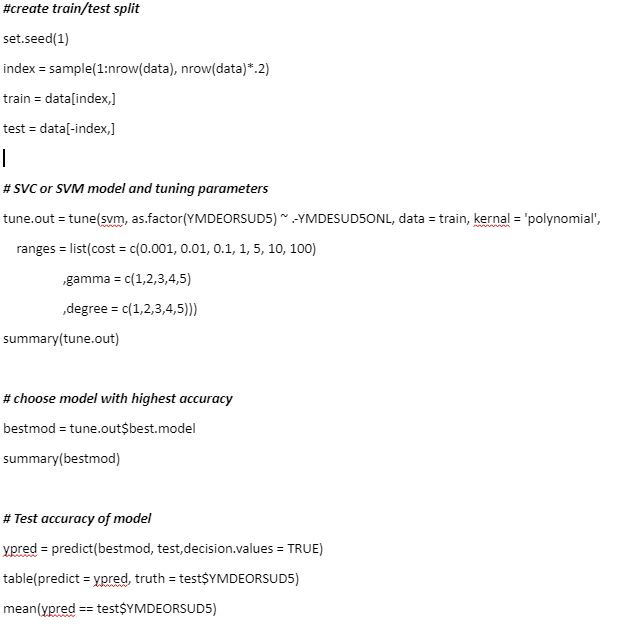 #create train/test split
set.seed(1)
index = sample(1:nrow(data), nrow(data)*.2)
train = data[index,]
test = data[-index,]
# SVC or SVM model and tuning parameters
tune.out = tune(svm, as.factor(YMDEORSUD5) ~ .-YMDESUD5ONL, data = train, kernal = 'polynomial',
ranges = list(cost = c(0.001, 0.01, 0.1, 1, 5, 10, 100)
,gamma = c(1,2,3,4,5)
,degree = c(1,2,3,4,5)))
summary(tune.out)
# choose model with highest accuracy
bestmod = tune.out$best.model
summary(bestmod)
# Test accuracy of model
ypred = predict(bestmod, test,decision.values = TRUE)
table(predict = ypred, truth = test$YMDEORSUD5)
mean(ypred == test$YMDEORSUD5)